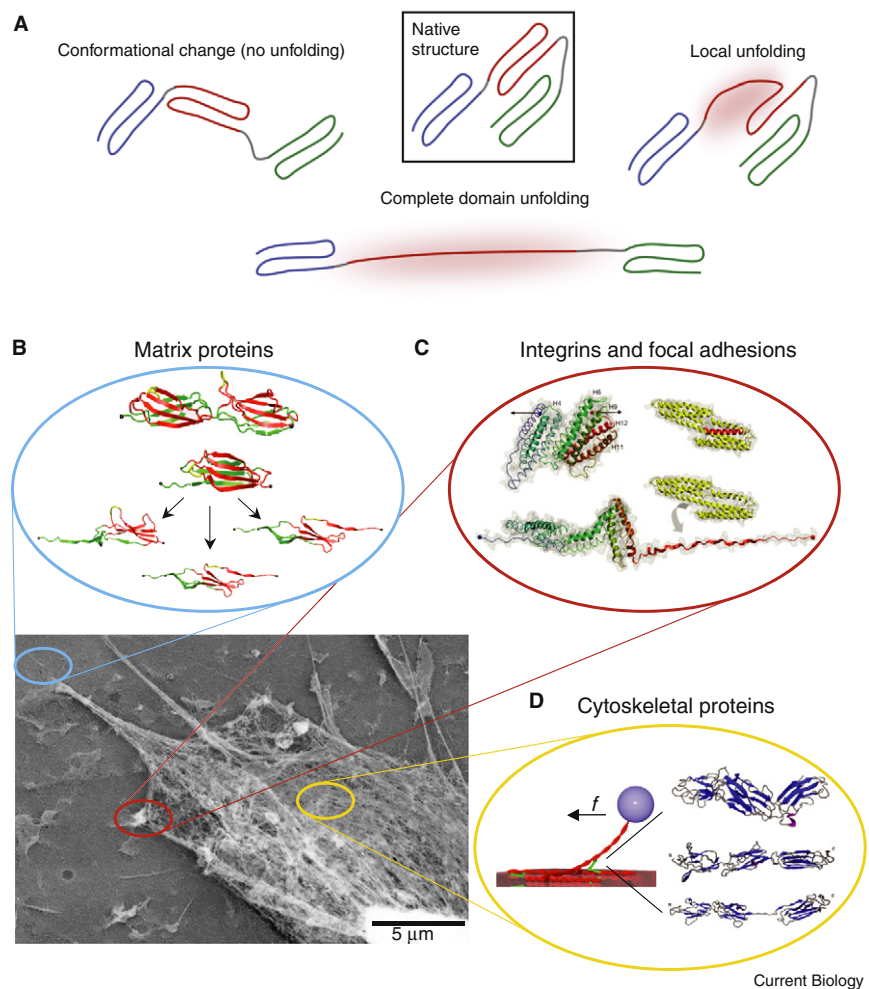 A
Conformational change (no unfolding)
Native
structure
Local unfolding
Complete domain unfolding
B
Matrix proteins
C
Integrins and focal adhesions
H4
H6
H9
H12
H11
D
Cytoskeletal proteins
f
5 µm
Current Biology